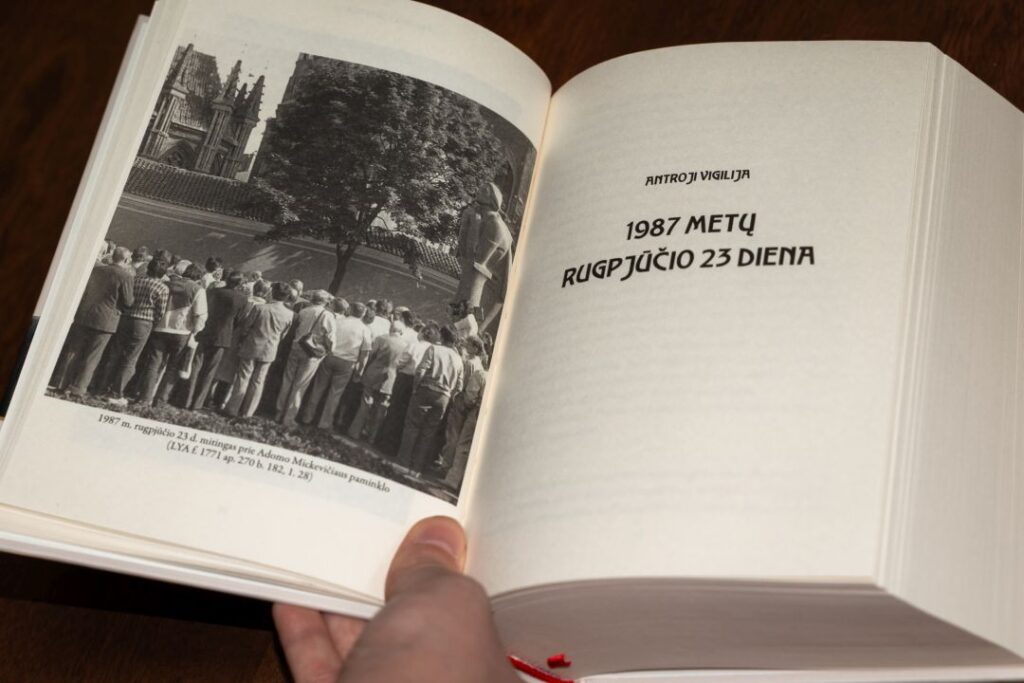 1987 m. rugpjūčio 23 d. mitingas prie Adomo Mickevičiaus paminklo
(LYA f. 1771 ap. 270 b. 182, l. 28)
ANTROJI VIGILIJA
1987 METŲ
RUGPJŪČIO 23 DIENA